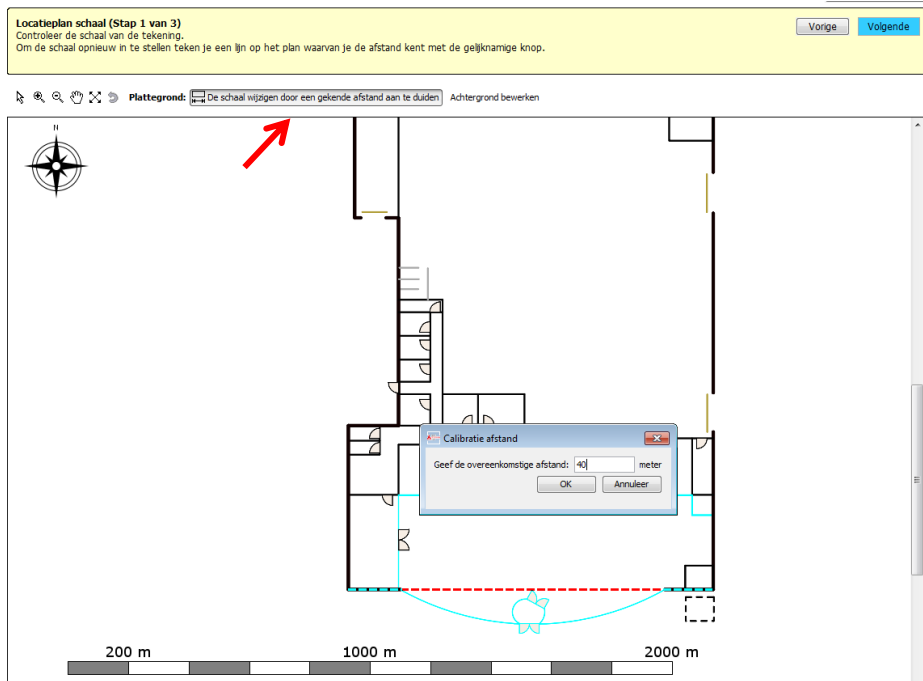 Locatieplan schaal (Stap 1 van 3)
Controleer de schaal van de tekening.
Om de schaal opnieuw in te stellen teken je een lijn op het plan waarvan je de afstand kent met de gelijknamige knop.
Vorige
Volgende
Plattegrond: De schaal wijzigen door een gekende afstand aan te duiden Achtergrond bewerken
N
Calibratie afstand
Geef de overeenkomstige afstand: 40 meter
OK Annuleer
200 m 1000 m 2000 m